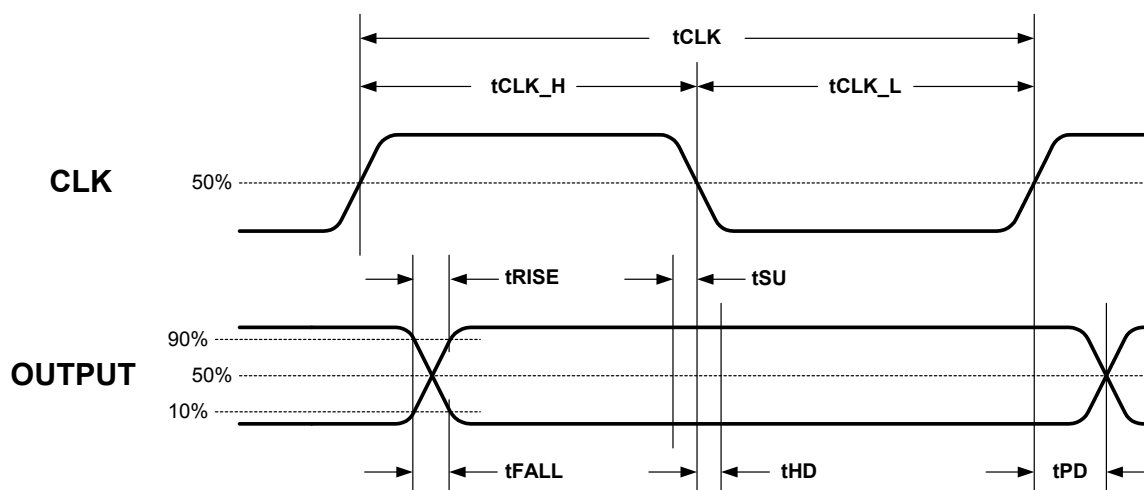 tCLK
tCLK_H
tCLK_L
CLK
50%
tRISE
tSU
90%
OUTPUT
50%
10%
tFALL
tHD
tPD